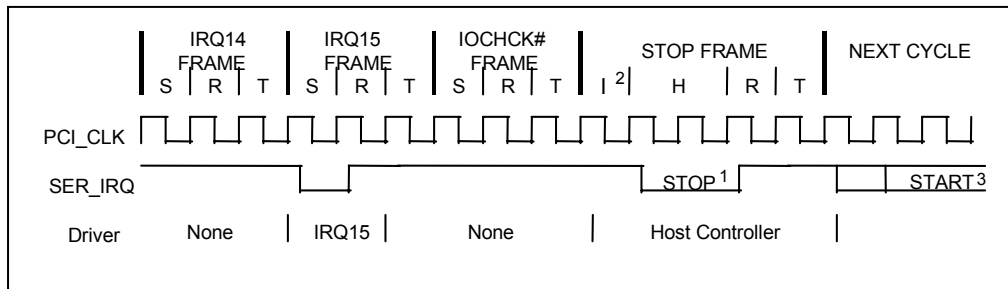 IRQ14 FRAME
IRQ15 FRAME
IOCHCK# FRAME
STOP FRAME
NEXT CYCLE
S R T S R T S R T I 2 H R T
PCI_CLK
SER_IRQ STOP 1 START 3
Driver None IRQ15 None Host Controller